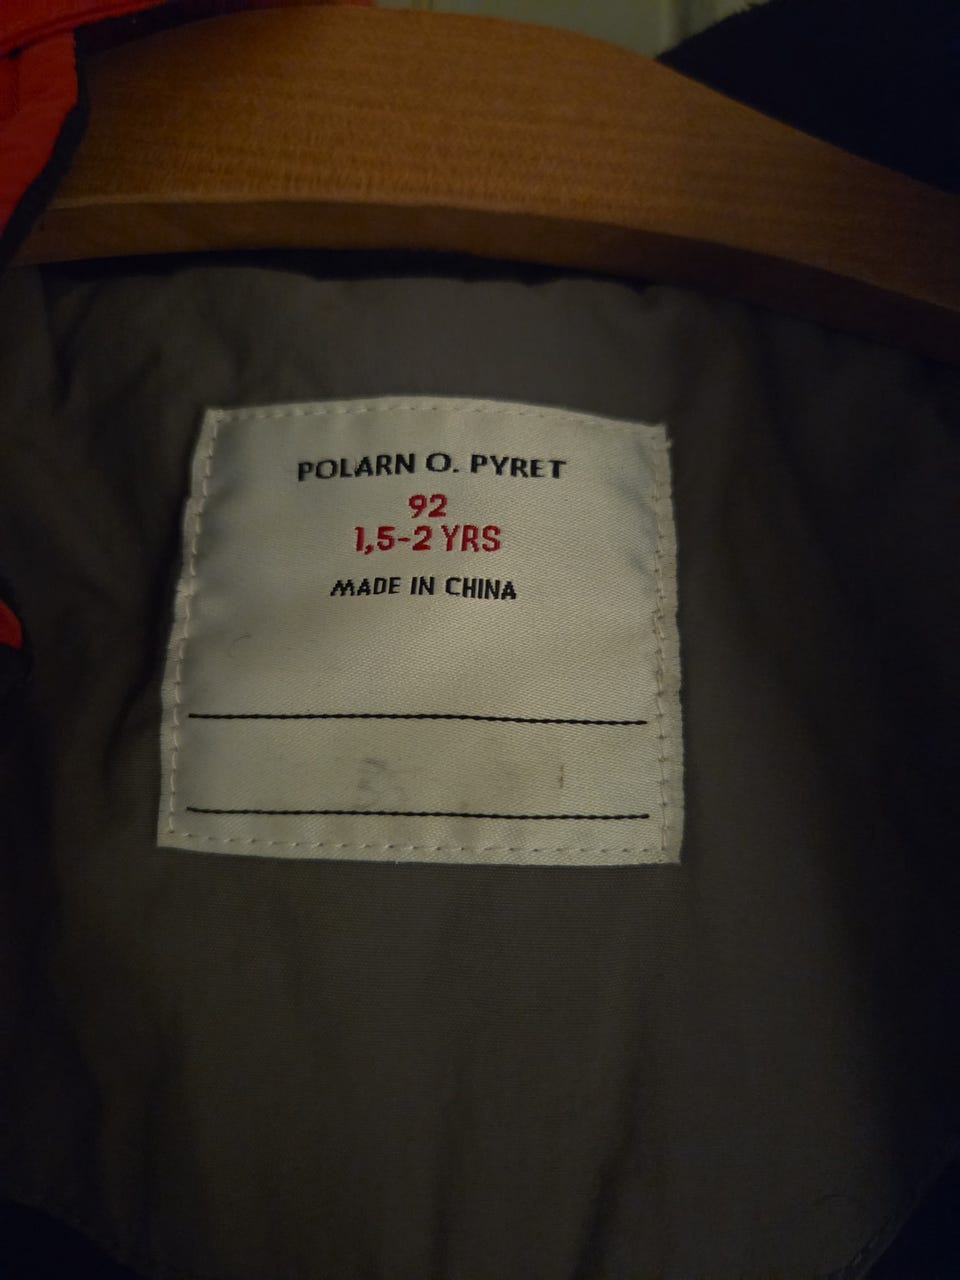 POLARN O. PYRET
92
1,5-2 YRS
MADE IN CHINA